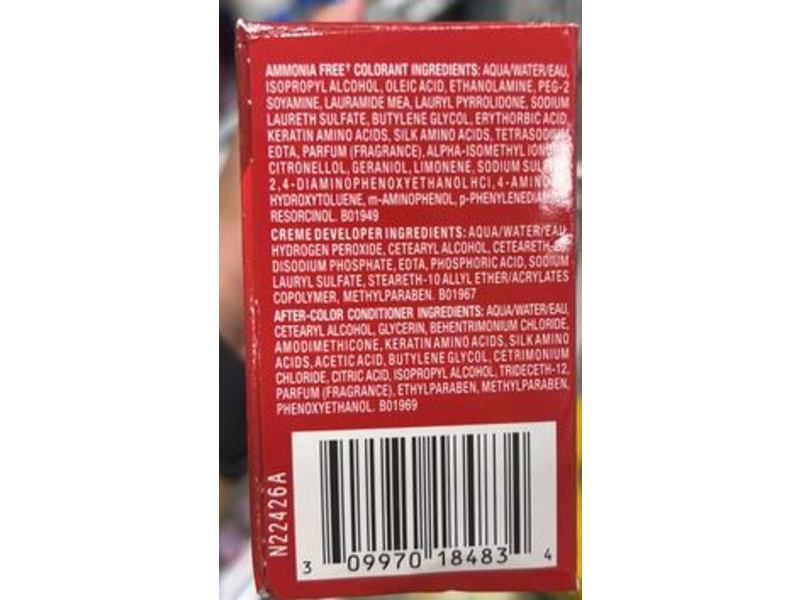 AMMONIA FREE† COLORANT INGREDIENTS: AQUA/WATER/EAU,
ISOPROPYL ALCOHOL, OLEIC ACID, ETHANOLAMINE, PEG-2
SOYAMINE, LAURAMIDE MEA, LAURYL PYRROLIDONE, SODIUM
LAURETH SULFATE, BUTYLENE GLYCOL, ERYTHORBIC ACID,
KERATIN AMINO ACIDS, SILK AMINO ACIDS, TETRASODIUM
EDTA, PARFUM (FRAGRANCE), ALPHA-ISOMETHYL
CITRONELLOL, GERANIOL, LIMONENE, SODIUM
2,4-DIAMINOPHENOXYETHANOL HCI, 4-AMINO
HYDROXYTOLUENE, m-AMINOPHENOL,
RESORCINOL. B01949
CREME DEVELOPER INGREDIENTS: AQUA/WATER/EAU,
HYDROGEN PEROXIDE, CETEARYL ALCOHOL,
DISODIUM PHOSPHATE, EDTA, PHOSPHORIC ACID, SODIUM
LAURYL SULFATE, STEARETH-10 ALLYL ETHER/ACRYLATES
COPOLYMER, METHYLPARABEN. B01967
AFTER-COLOR CONDITIONER INGREDIENTS: AQUA/WATER/EAU,
CETEARYL ALCOHOL, GLYCERIN, BEHENTRIMONIUM CHLORIDE,
AMODIMETHICONE, KERATIN AMINO ACIDS, SILK AMINO
ACIDS, ACETIC ACID, BUTYLENE GLYCOL, CETRIMONIUM
CHLORIDE, CITRIC ACID, ISOPROPYL ALCOHOL, TRIDECETH-12,
PARFUM (FRAGRANCE), ETHYLPARABEN, METHYLPARABEN,
PHENOXYETHANOL. B01969
N22426A
3 09970 18483 4